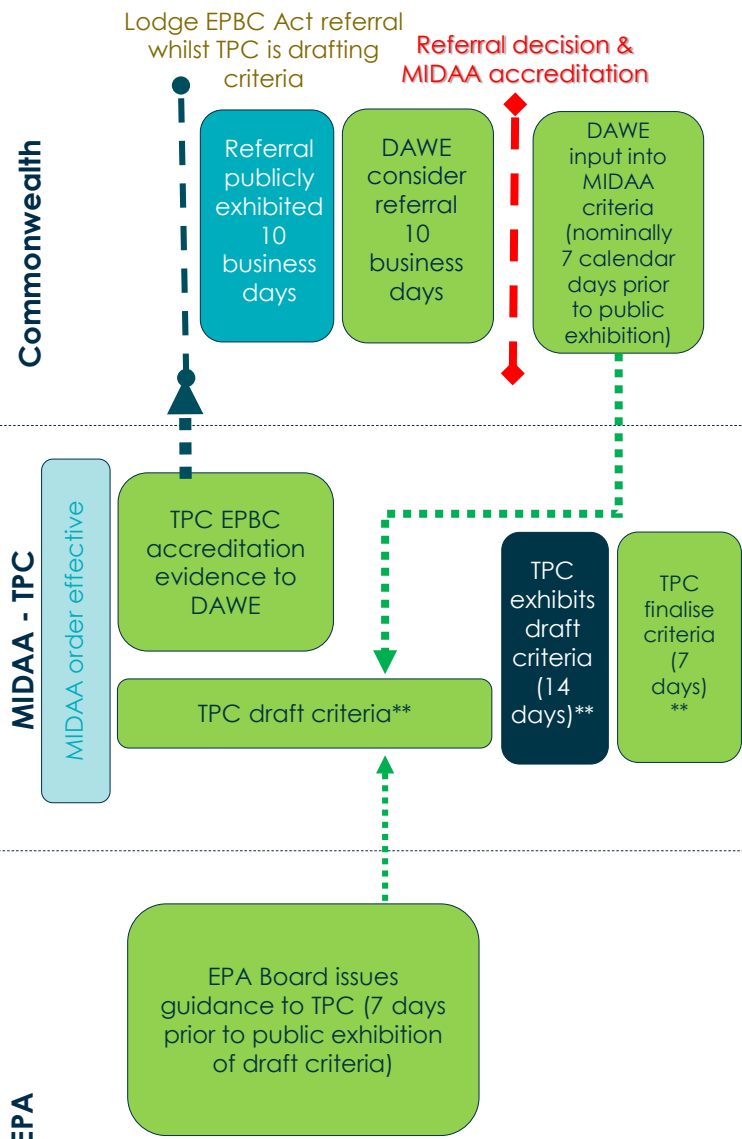 Lodge EPBC Act referral
whilst TPC is drafting
criteria
Referral decision &
MIDAA accreditation
Commonwealth
Referral
publicly
exhibited
10
business
days
DAWE
consider
referral
10
business
days
DAWE
input into
MIDAA
criteria
(nominally
7 calendar
days prior
to public
exhibition)
MIDAA - TPC
MIDAA order effective
TPC EPBC
accreditation
evidence to
DAWE
TPC draft criteria**
TPC
exhibits
draft
criteria
(14
days)**
TPC
finalise
criteria
(7
days)
**
EPA
EPA Board issues
guidance to TPC (7 days
prior to public exhibition
of draft criteria)